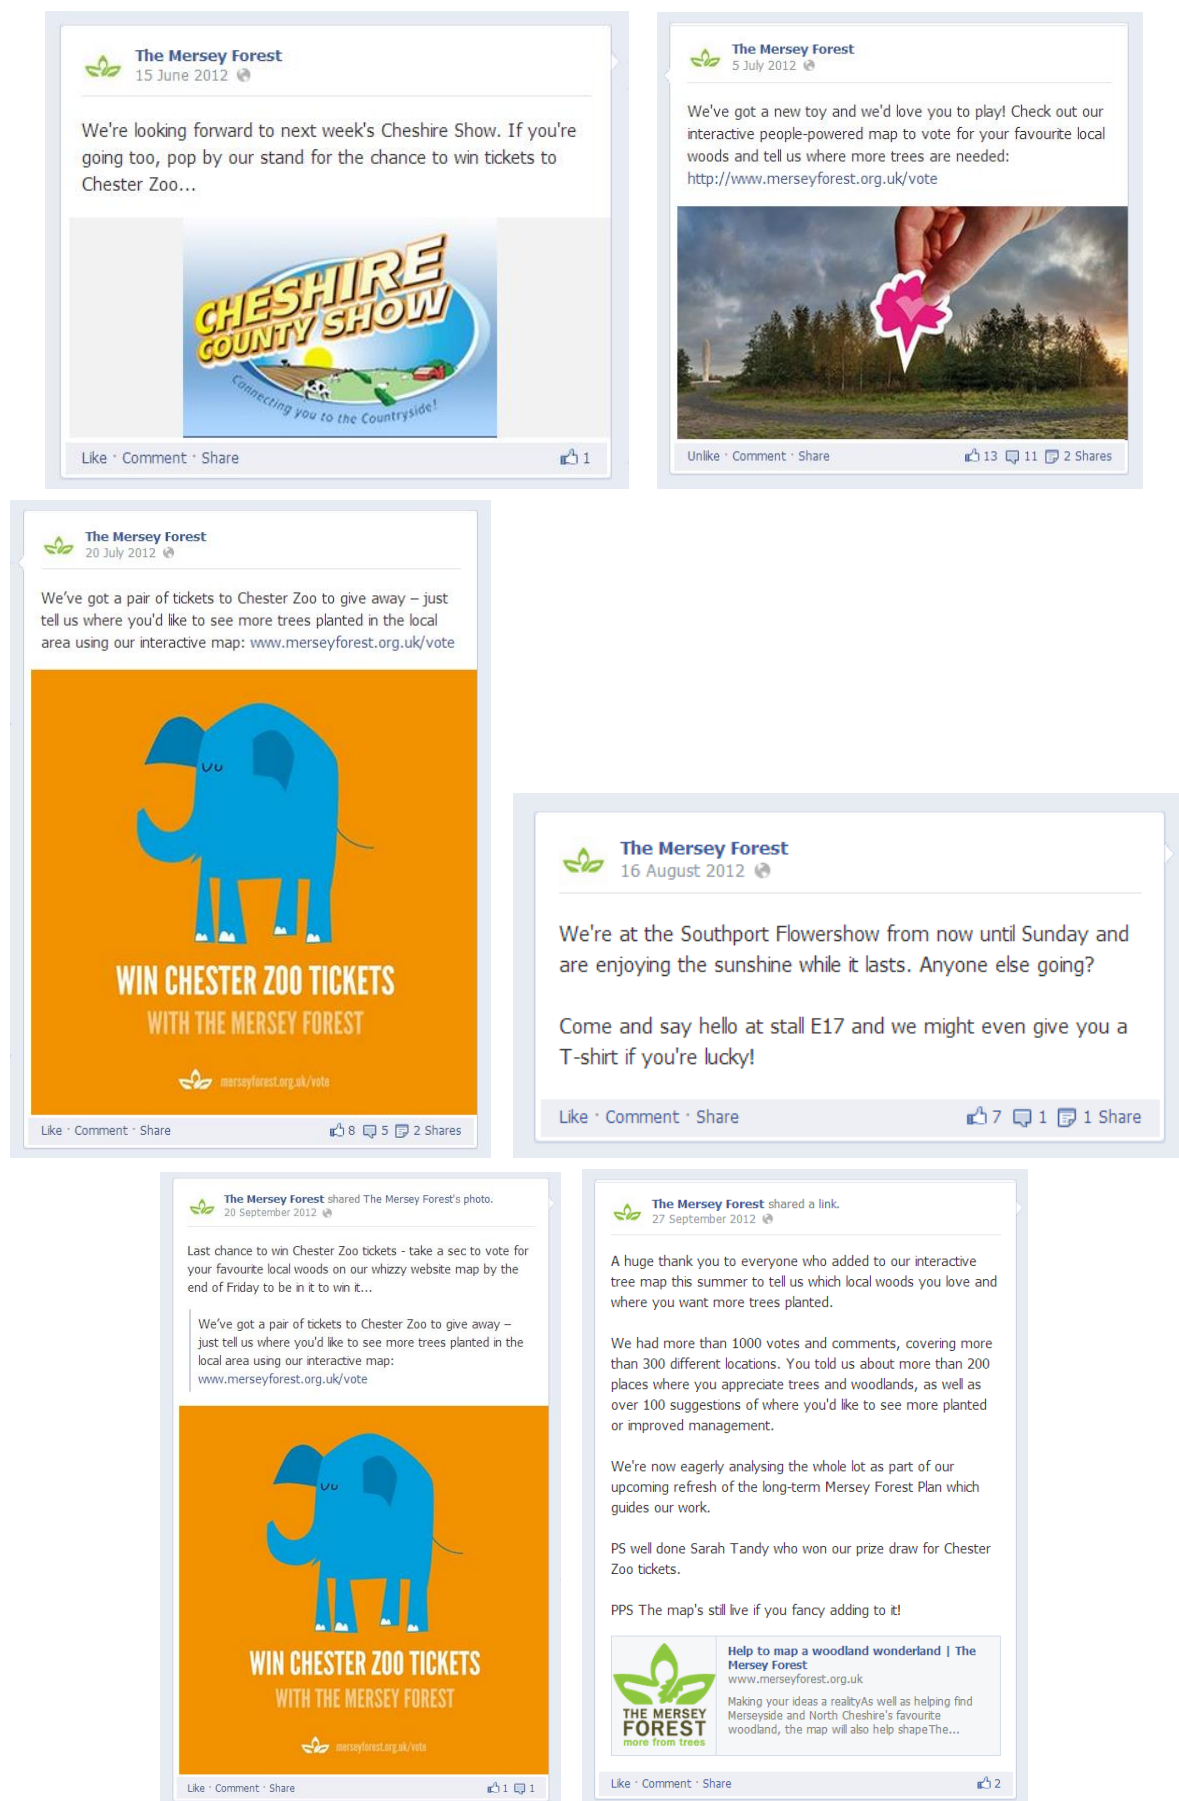 The Mersey Forest
15 June 2012
We're looking forward to next week's Cheshire Show. If you're
going too, pop by our stand for the chance to win tickets to
Chester Zoo...
CHESHIRE
COUNTY SHOW
Connecting you to the Countryside!
Like · Comment · Share 1
The Mersey Forest
5 July 2012
We've got a new toy and we'd love you to play! Check out our
interactive people-powered map to vote for your favourite local
woods and tell us where more trees are needed:
http://www.merseyforest.org.uk/vote
Unlike · Comment · Share 13 11 2 Shares
The Mersey Forest
20 July 2012
We've got a pair of tickets to Chester Zoo to give away – just
tell us where you'd like to see more trees planted in the local
area using our interactive map: www.merseyforest.org.uk/vote
WIN CHESTER ZOO TICKETS
WITH THE MERSEY FOREST
merseyforest.org.uk/vote
Like · Comment · Share 8 5 2 Shares
The Mersey Forest
16 August 2012
We're at the Southport Flowershow from now until Sunday and
are enjoying the sunshine while it lasts. Anyone else going?
Come and say hello at stall E17 and we might even give you a
T-shirt if you're lucky!
Like · Comment · Share 7 1 1 Share
The Mersey Forest shared The Mersey Forest's photo.
20 September 2012
Last chance to win Chester Zoo tickets - take a sec to vote for
your favourite local woods on our whizzy website map by the
end of Friday to be in it to win it...
We've got a pair of tickets to Chester Zoo to give away –
just tell us where you'd like to see more trees planted in the
local area using our interactive map:
www.merseyforest.org.uk/vote
WIN CHESTER ZOO TICKETS
WITH THE MERSEY FOREST
merseyforest.org.uk/vote
Like · Comment · Share 1 1
The Mersey Forest shared a link.
27 September 2012
A huge thank you to everyone who added to our interactive
tree map this summer to tell us which local woods you love and
where you want more trees planted.
We had more than 1000 votes and comments, covering more
than 300 different locations. You told us about more than 200
places where you appreciate trees and woodlands, as well as
over 100 suggestions of where you'd like to see more planted
or improved management.
We're now eagerly analysing the whole lot as part of our
upcoming refresh of the long-term Mersey Forest Plan which
guides our work.
PS well done Sarah Tandy who won our prize draw for Chester
Zoo tickets.
PPS The map's still live if you fancy adding to it!
THE MERSEY
FOREST
more from trees
Help to map a woodland wonderland | The
Mersey Forest
www.merseyforest.org.uk
Making your ideas a realityAs well as helping find
Merseyside and North Cheshire's favourite
woodland, the map will also help shapeThe...
Like · Comment · Share 2